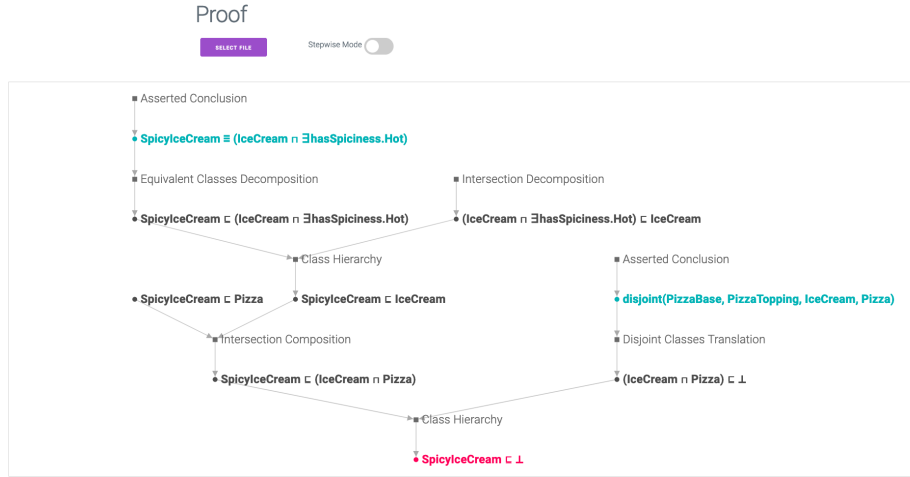 Proof
SELECT FILE
Stepwise Mode
Asserted Conclusion
SpicyIceCream ≡ (IceCream ⊓ ∃hasSpiciness.Hot)
Equivalent Classes Decomposition
Intersection Decomposition
SpicyIceCream ⊏ (IceCream ⊓ ∃hasSpiciness.Hot)
(IceCream ⊓ ∃hasSpiciness.Hot) ⊏ IceCream
Class Hierarchy
Asserted Conclusion
SpicyIceCream ⊏ Pizza
SpicyIceCream ⊏ IceCream
disjoint(PizzaBase, PizzaTopping, IceCream, Pizza)
Intersection Composition
Disjoint Classes Translation
SpicyIceCream ⊏ (IceCream ⊓ Pizza)
(IceCream ⊓ Pizza) ⊏ ⊥
Class Hierarchy
SpicyIceCream ⊏ ⊥